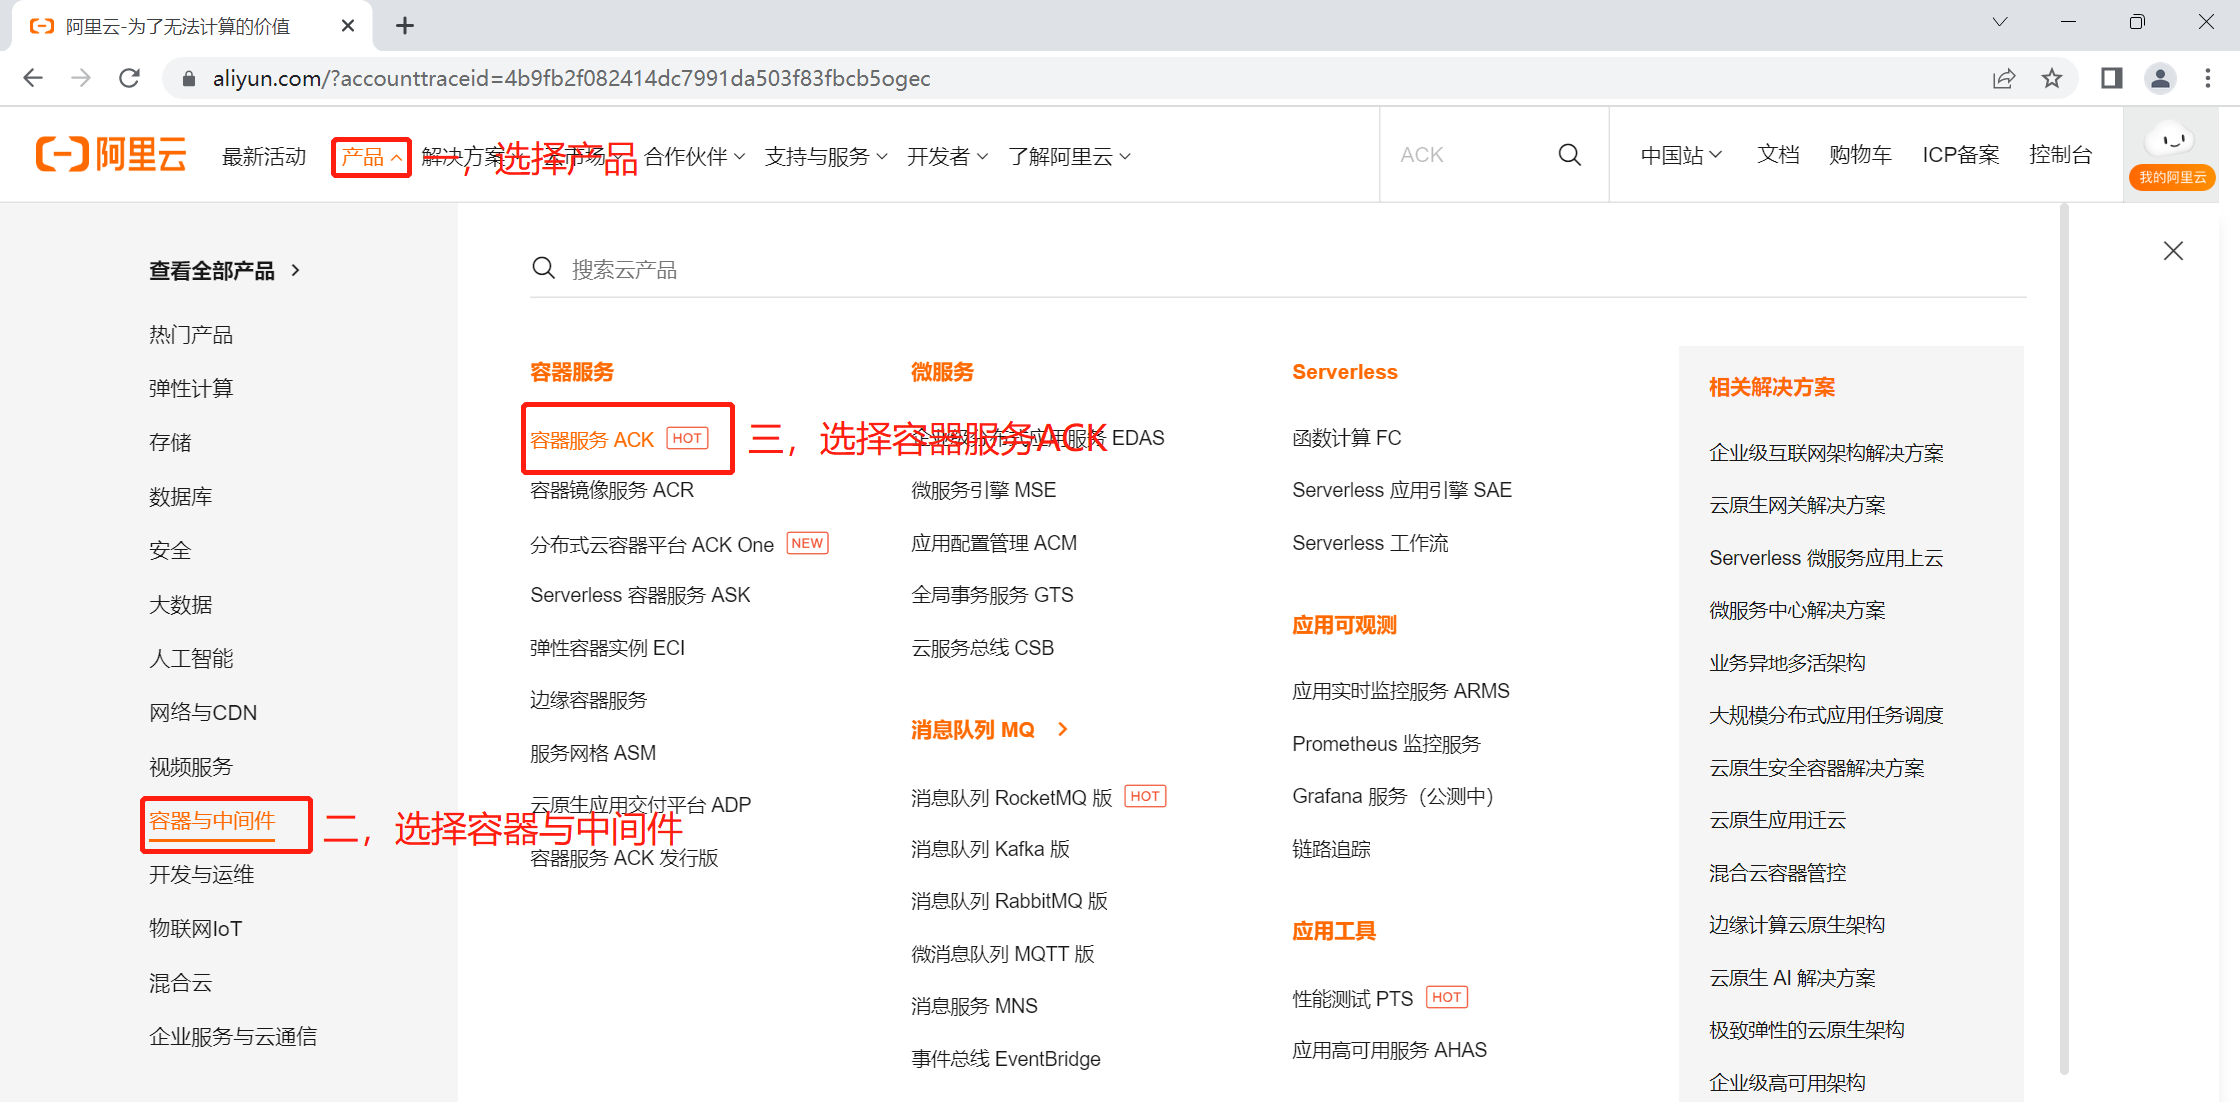 阿里云-为了无法计算的价值
aliyun.com/?accounttraceid=4b9fb2f082414dc7991da503f83fbcb5ogec
阿里云
最新活动
产品
解决方案
云市场
一，选择产品
合作伙伴
支持与服务
开发者
了解阿里云
ACK
中国站
文档
购物车
ICP备案
控制台
我的阿里云
查看全部产品
热门产品
弹性计算
存储
数据库
安全
大数据
人工智能
网络与CDN
视频服务
容器与中间件
二，选择容器与中间件
开发与运维
物联网IoT
混合云
企业服务与云通信
搜索云产品
容器服务
容器服务 ACK HOT
三，选择容器服务ACK
容器镜像服务 ACR
分布式云容器平台 ACK One NEW
Serverless 容器服务 ASK
弹性容器实例 ECI
边缘容器服务
服务网格 ASM
云原生应用交付平台 ADP
容器服务 ACK 发行版
微服务
企业级分布式应用服务 EDAS
微服务引擎 MSE
应用配置管理 ACM
全局事务服务 GTS
云服务总线 CSB
消息队列 MQ
消息队列 RocketMQ 版 HOT
消息队列 Kafka 版
消息队列 RabbitMQ 版
微消息队列 MQTT 版
消息服务 MNS
事件总线 EventBridge
Serverless
函数计算 FC
Serverless 应用引擎 SAE
Serverless 工作流
应用可观测
应用实时监控服务 ARMS
Prometheus 监控服务
Grafana 服务（公测中）
链路追踪
应用工具
性能测试 PTS HOT
应用高可用服务 AHAS
相关解决方案
企业级互联网架构解决方案
云原生网关解决方案
Serverless 微服务应用上云
微服务中心解决方案
业务异地多活架构
大规模分布式应用任务调度
云原生安全容器解决方案
云原生应用迁云
混合云容器管控
边缘计算云原生架构
云原生 AI 解决方案
极致弹性的云原生架构
企业级高可用架构